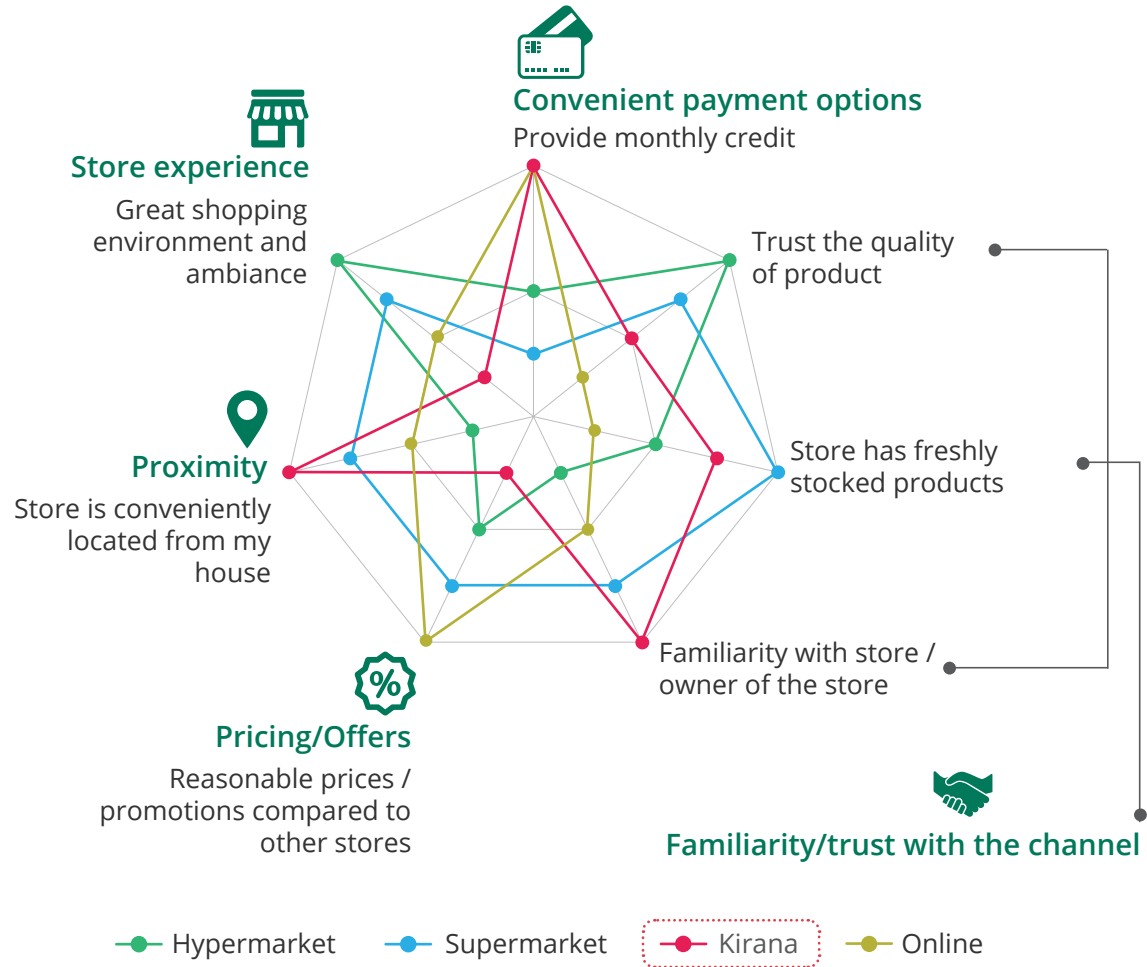 Convenient payment options
Provide monthly credit
Store experience
Great shopping
environment and
ambiance
Trust the quality
of product
Proximity
Store is conveniently
located from my
house
Store has freshly
stocked products
Familiarity with store /
owner of the store
%
Pricing/Offers
Reasonable prices /
promotions compared to
other stores
Familiarity/trust with the channel
Hypermarket
Supermarket
Kirana
Online